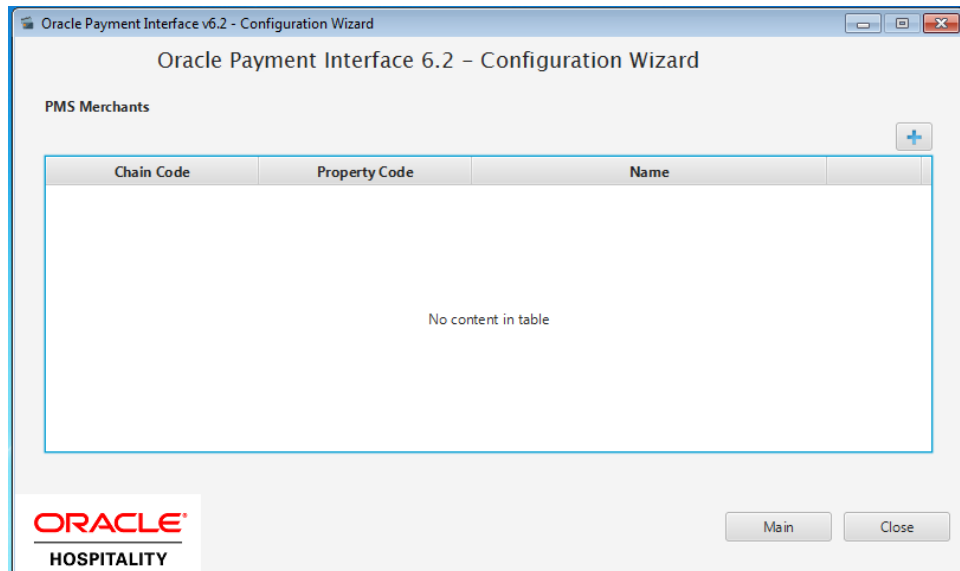 Oracle Payment Interface v6.2 - Configuration Wizard
Oracle Payment Interface 6.2 – Configuration Wizard
PMS Merchants
Chain Code Property Code Name
No content in table
ORACLE®
HOSPITALITY
Main Close